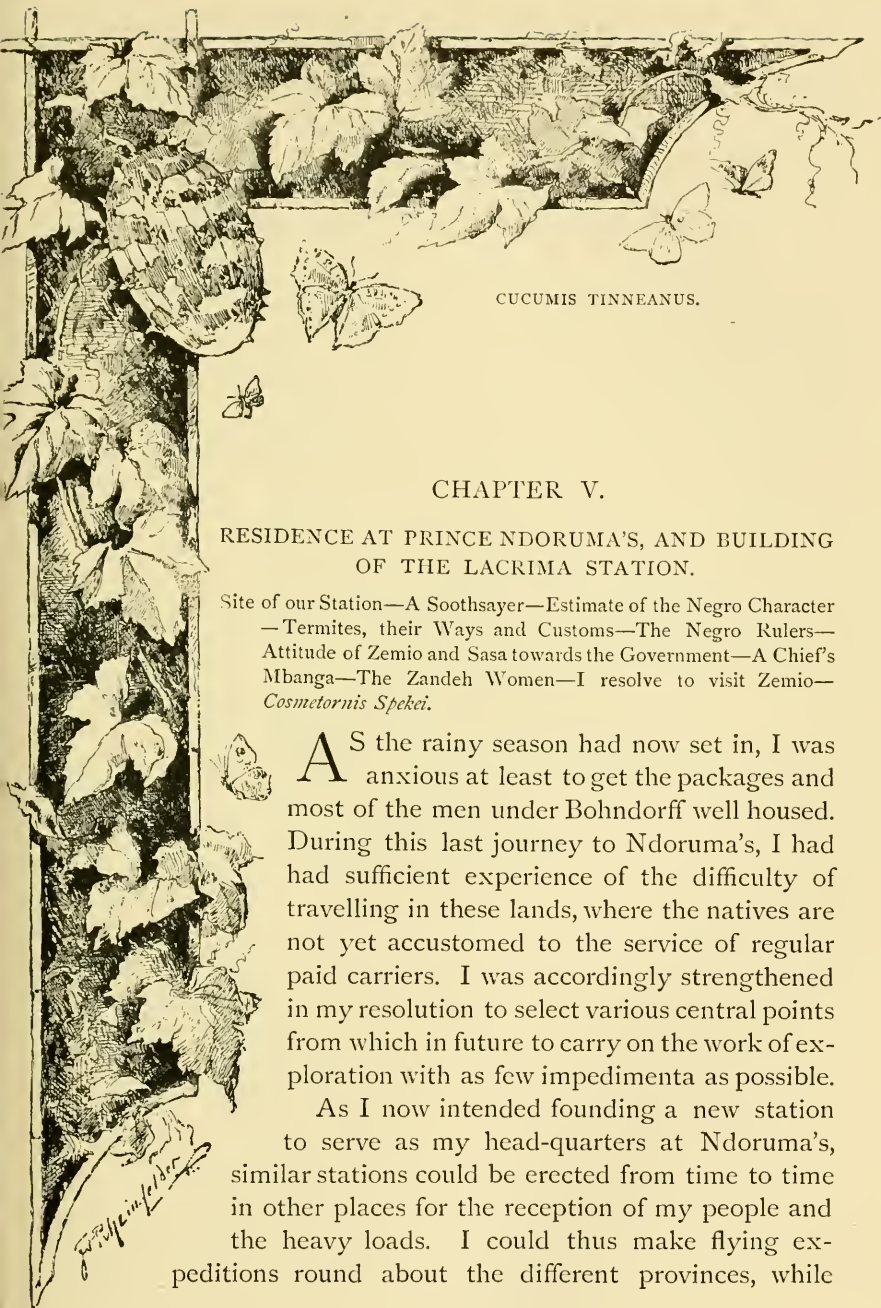 CUCUMIS TINNEANUS.
CHAPTER V.
RESIDENCE AT PRINCE NDORUMA'S, AND BUILDING
OF THE LACRIMA STATION.
Site of our Station—A Soothsayer—Estimate of the Negro Character
—Termites, their Ways and Customs—The Negro Rulers—
Attitude of Zemio and Sasa towards the Government—A Chief's
Mbanga—The Zandeh Women—I resolve to visit Zemio—
Cosmetornis Spekei.
AS the rainy season had now set in, I was
anxious at least to get the packages and
most of the men under Bohndorff well housed.
During this last journey to Ndoruma's, I had
had sufficient experience of the difficulty of
travelling in these lands, where the natives are
not yet accustomed to the service of regular
paid carriers. I was accordingly strengthened
in my resolution to select various central points
from which in future to carry on the work of ex-
ploration with as few impedimenta as possible.
As I now intended founding a new station
to serve as my head-quarters at Ndoruma's,
similar stations could be erected from time to time
in other places for the reception of my people and
the heavy loads. I could thus make flying ex-
peditions round about the different provinces, while